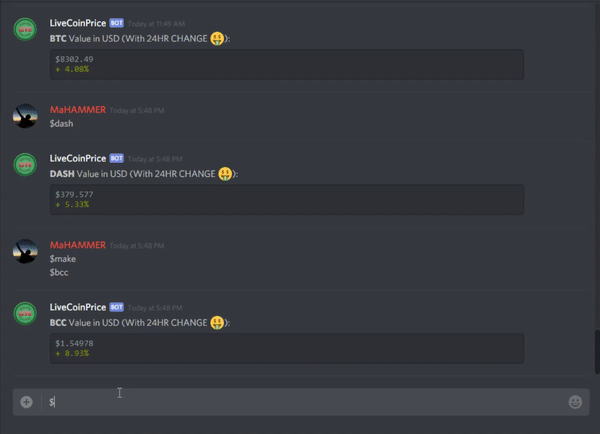 LiveCoinPrice BOT Today at 11:49 AM
BTC Value in USD (With 24HR CHANGE 🤑):
$8302.49
+ 4.08%
MaHAMMER Today at 5:48 PM
$dash
LiveCoinPrice BOT Today at 5:48 PM
DASH Value in USD (With 24HR CHANGE 🤑):
$379.577
+ 5.33%
MaHAMMER Today at 5:48 PM
$make
$bcc
LiveCoinPrice BOT Today at 5:48 PM
BCC Value in USD (With 24HR CHANGE 🤑):
$1.54978
+ 8.93%
$